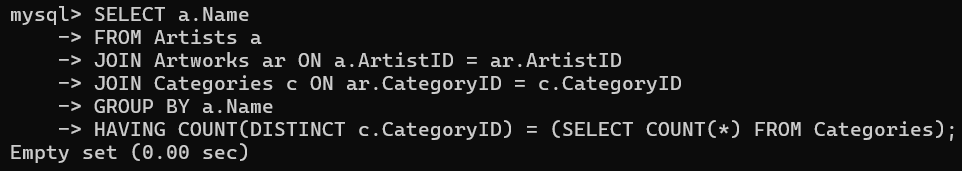 mysql> SELECT a.Name
    -> FROM Artists a
    -> JOIN Artworks ar ON a.ArtistID = ar.ArtistID
    -> JOIN Categories c ON ar.CategoryID = c.CategoryID
    -> GROUP BY a.Name
    -> HAVING COUNT(DISTINCT c.CategoryID) = (SELECT COUNT(*) FROM Categories);
Empty set (0.00 sec)